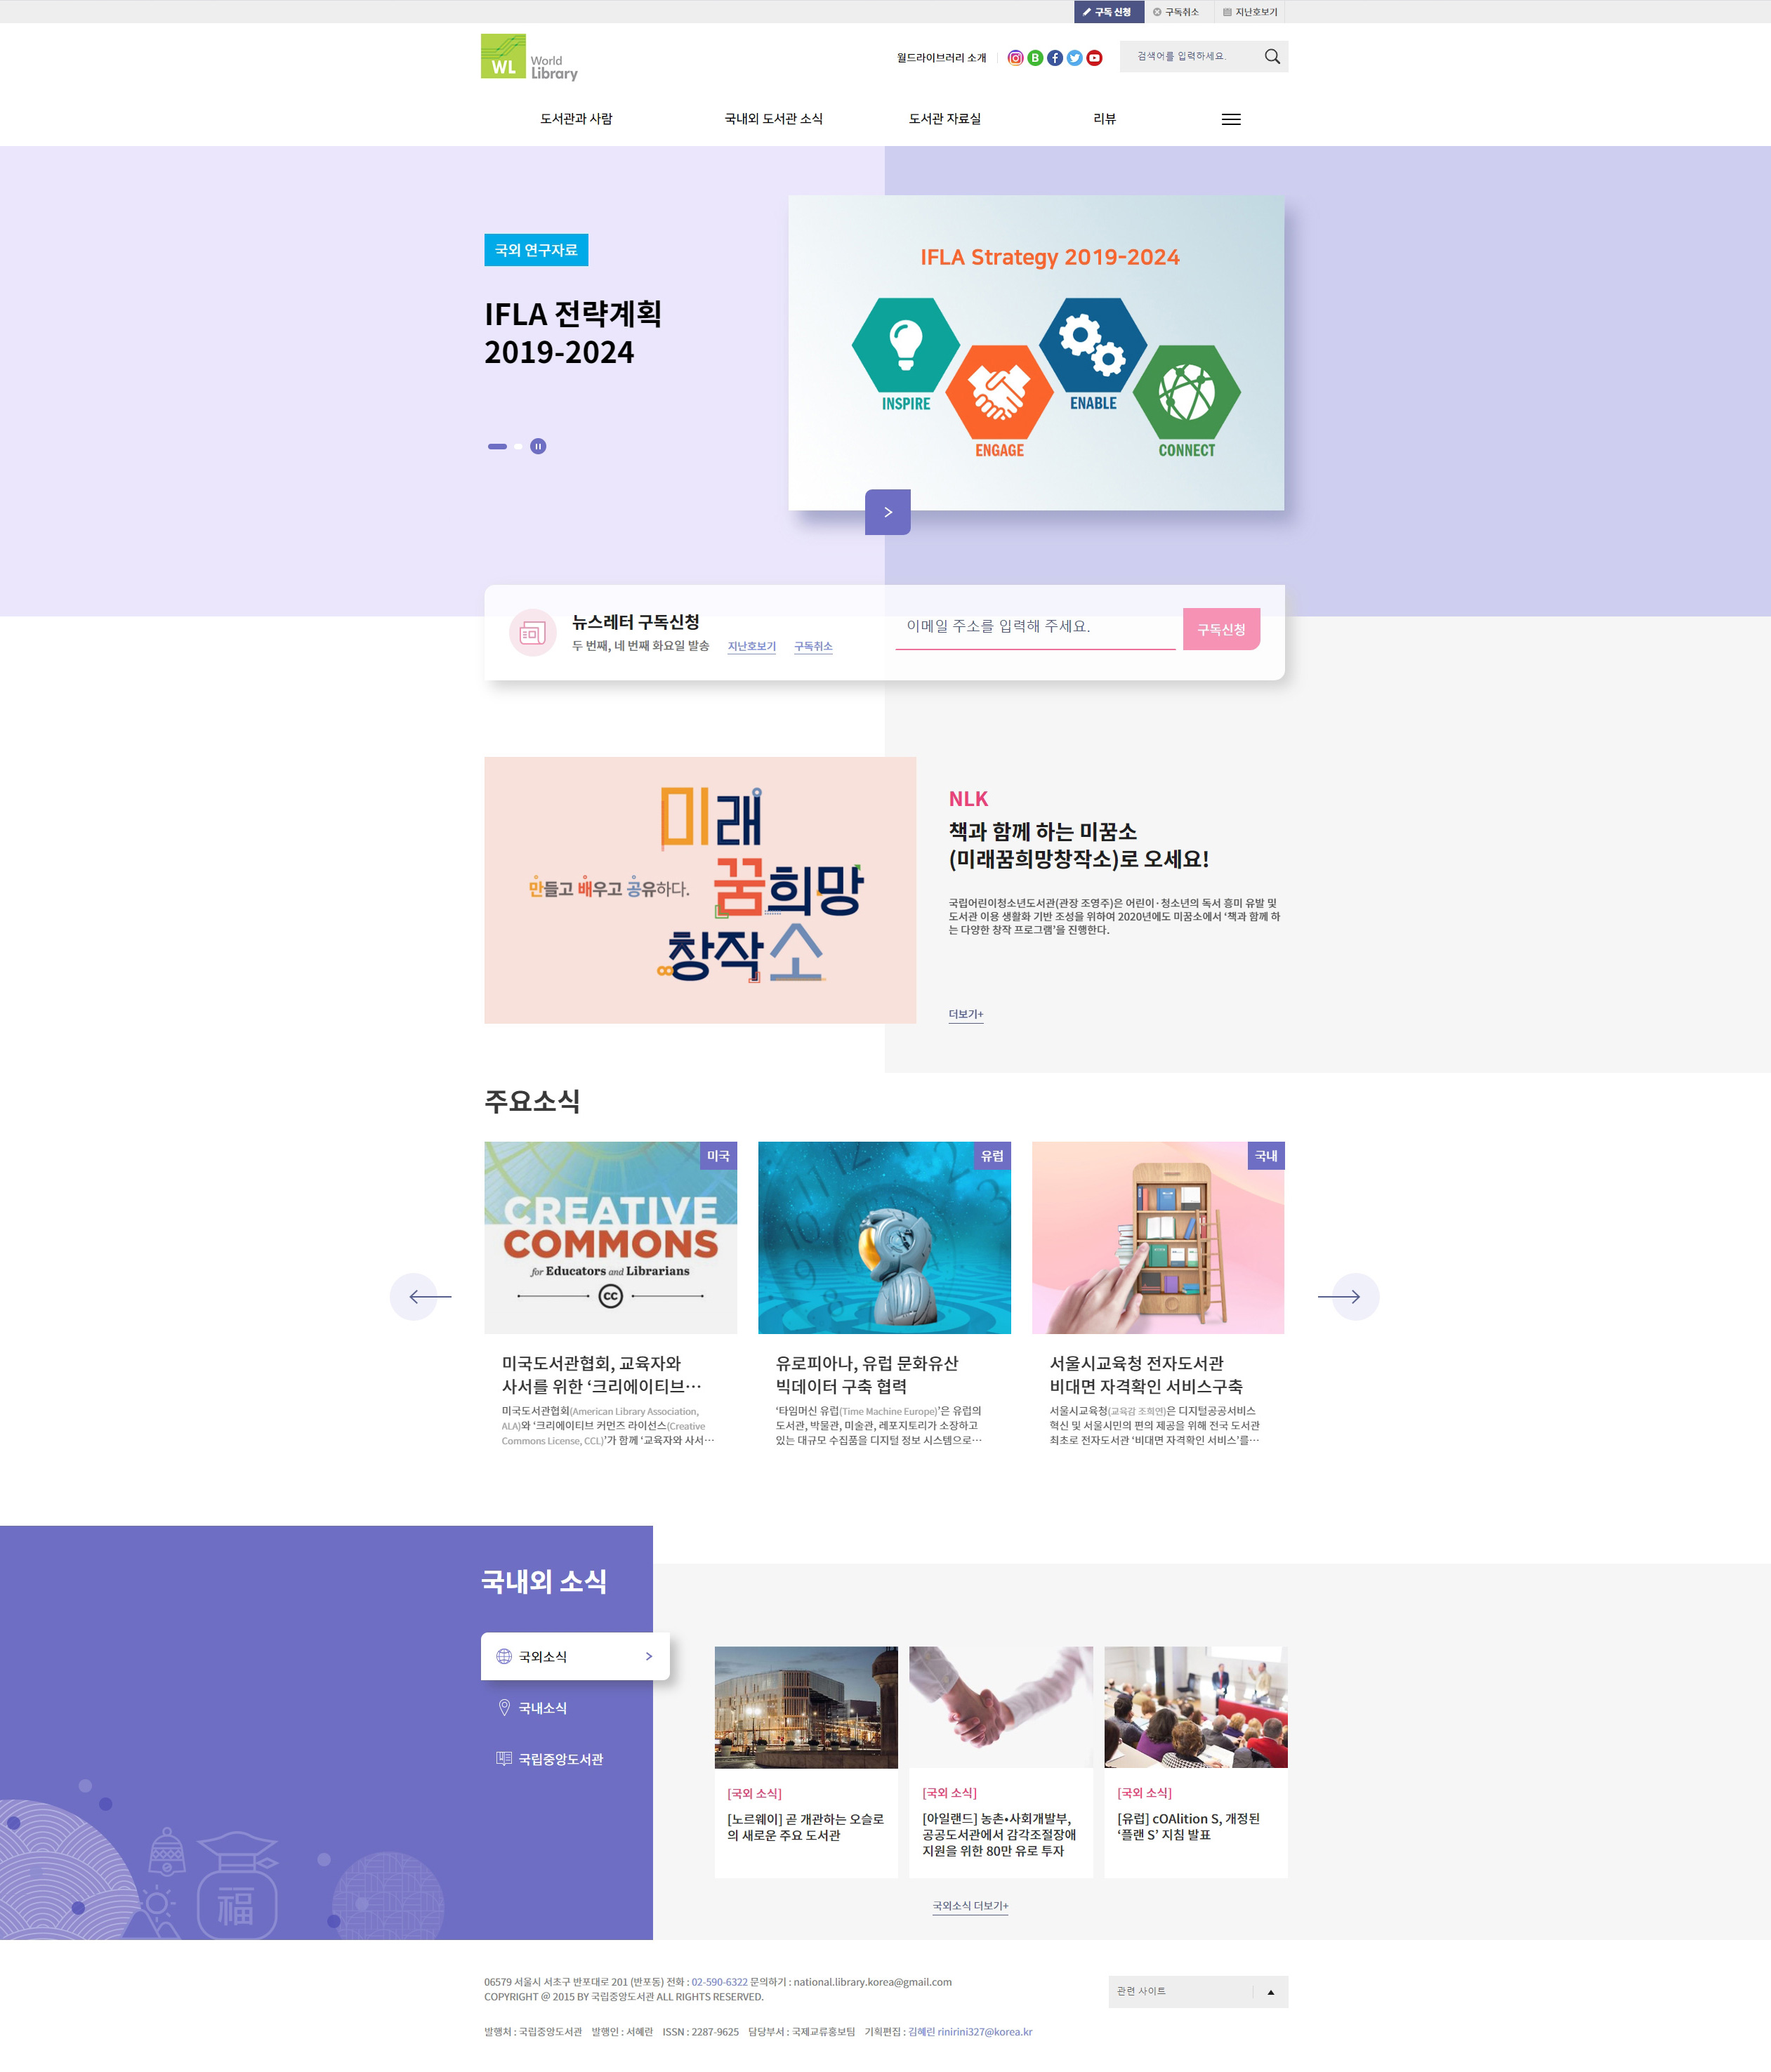 구독 신청
구독취소
지난호보기
WL World
Library
월드라이브러리 소개
검색어를 입력하세요.
도서관과 사람
국내외 도서관 소식
도서관 자료실
리뷰
국외 연구자료
IFLA 전략계획
2019-2024
IFLA Strategy 2019-2024
INSPIRE
ENGAGE
ENABLE
CONNECT
뉴스레터 구독신청
두 번째, 네 번째 화요일 발송
지난호보기
구독취소
이메일 주소를 입력해 주세요.
구독신청
미래
만들고 배우고 공유하다.
꿈희망
창작소
NLK
책과 함께 하는 미꿈소
(미래꿈희망창작소)로 오세요!
국립어린이청소년도서관(관장 조영주)은 어린이·청소년의 독서 흥미 유발 및
도서관 이용 생활화 기반 조성을 위하여 2020년에도 미꿈소에서 ‘책과 함께 하
는 다양한 창작 프로그램’을 진행한다.
더보기+
주요소식
미국
CREATIVE
COMMONS
for Educators and Librarians
cc
유럽
국내
미국도서관협회, 교육자와
사서를 위한 ‘크리에이티브…
미국도서관협회(American Library Association,
ALA)와 ‘크리에이티브 커먼즈 라이선스(Creative
Commons License, CCL)’가 함께 ‘교육자와 사서…
유로피아나, 유럽 문화유산
빅데이터 구축 협력
‘타임머신 유럽(Time Machine Europe)’은 유럽의
도서관, 박물관, 미술관, 레포지토리가 소장하고
있는 대규모 수집품을 디지털 정보 시스템으로…
서울시교육청 전자도서관
비대면 자격확인 서비스구축
서울시교육청(교육감 조희연)은 디지털공공서비스
혁신 및 서울시민의 편의 제공을 위해 전국 도서관
최초로 전자도서관 ‘비대면 자격확인 서비스’를…
국내외 소식
국외소식
국내소식
국립중앙도서관
福
[국외 소식]
[노르웨이] 곧 개관하는 오슬로
의 새로운 주요 도서관
[국외 소식]
[아일랜드] 농촌•사회개발부,
공공도서관에서 감각조절장애
지원을 위한 80만 유로 투자
[국외 소식]
[유럽] cOAlition S, 개정된
‘플랜 S’ 지침 발표
국외소식 더보기+
06579 서울시 서초구 반포대로 201 (반포동) 전화 : 02-590-6322 문의하기 : national.library.korea@gmail.com
COPYRIGHT @ 2015 BY 국립중앙도서관 ALL RIGHTS RESERVED.
관련 사이트
발행처 : 국립중앙도서관 발행인 : 서혜란 ISSN : 2287-9625 담당부서 : 국제교류홍보팀 기획편집 : 김혜린 rinirini327@korea.kr